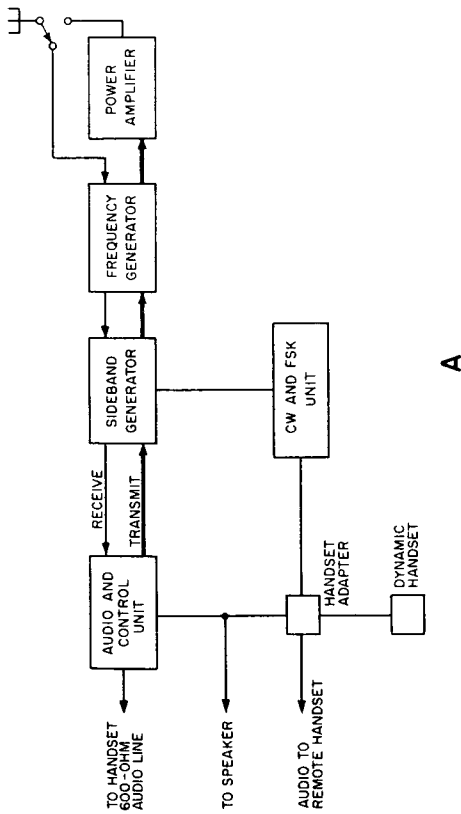 POWER
AMPLIFIER
FREQUENCY
GENERATOR
SIDEBAND
GENERATOR
RECEIVE
TRANSMIT
AUDIO AND
CONTROL
UNIT
TO HANDSET
600-OHM
AUDIO LINE
CW AND FSK
UNIT
TO SPEAKER
HANDSET
ADAPTER
AUDIO TO
REMOTE HANDSET
DYNAMIC
HANDSET
A